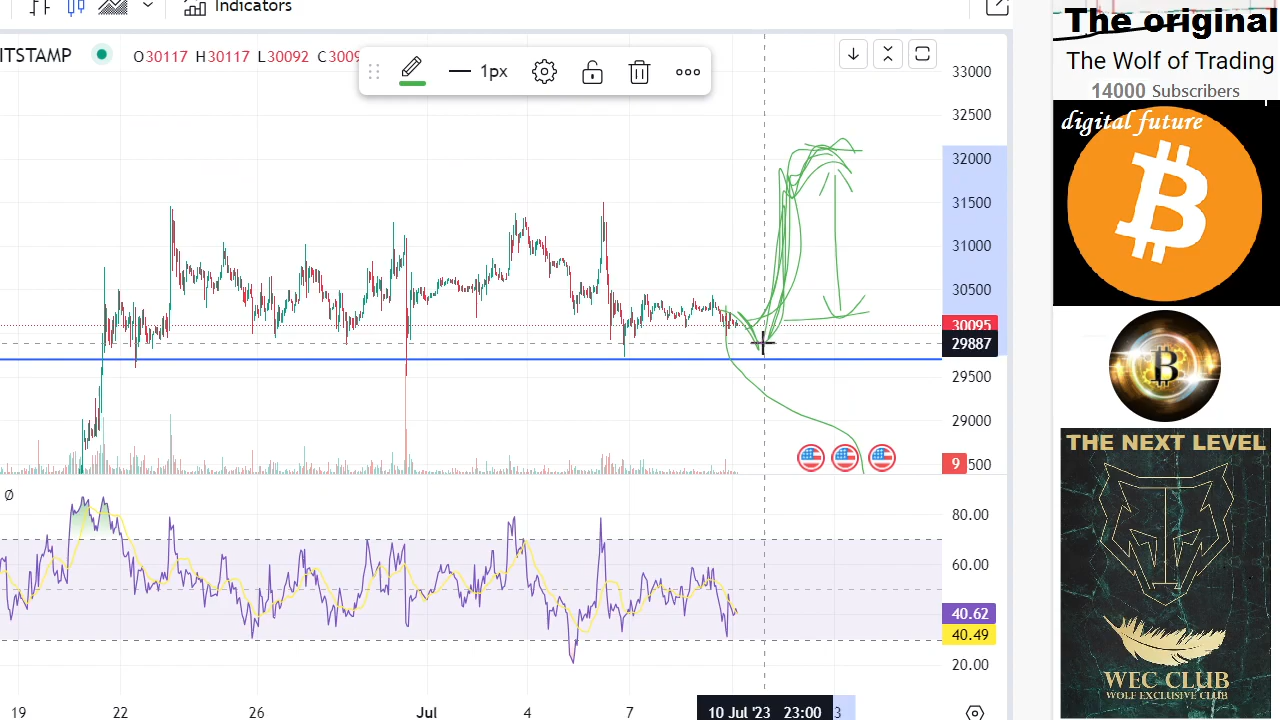 Indicators
ITSTAMP O30117 H30117 L30092 C3009
1px
33000
32500
32000
31500
31000
30500
30095
29887
29500
29000
9 500
Ø
80.00
60.00
40.62
40.49
20.00
19 22 26 Jul 4 7 10 Jul '23 23:00 3
The original
The Wolf of Trading
14000 Subscribers
digital future
B
B
THE NEXT LEVEL
WEC CLUB
WOLF EXCLUSIVE CLUB